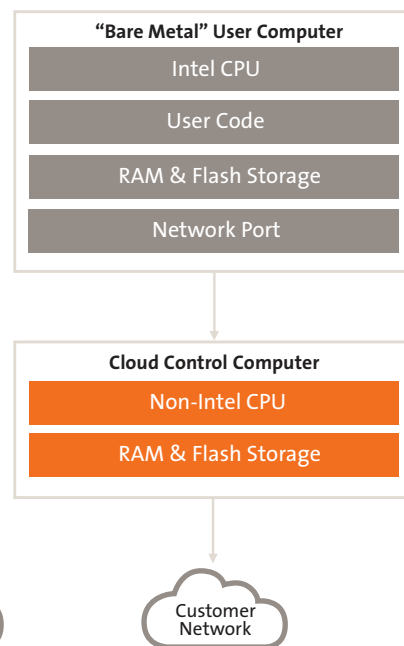 “Bare Metal” User Computer
Intel CPU
User Code
RAM & Flash Storage
Network Port
Cloud Control Computer
Non-Intel CPU
RAM & Flash Storage
Customer
Network